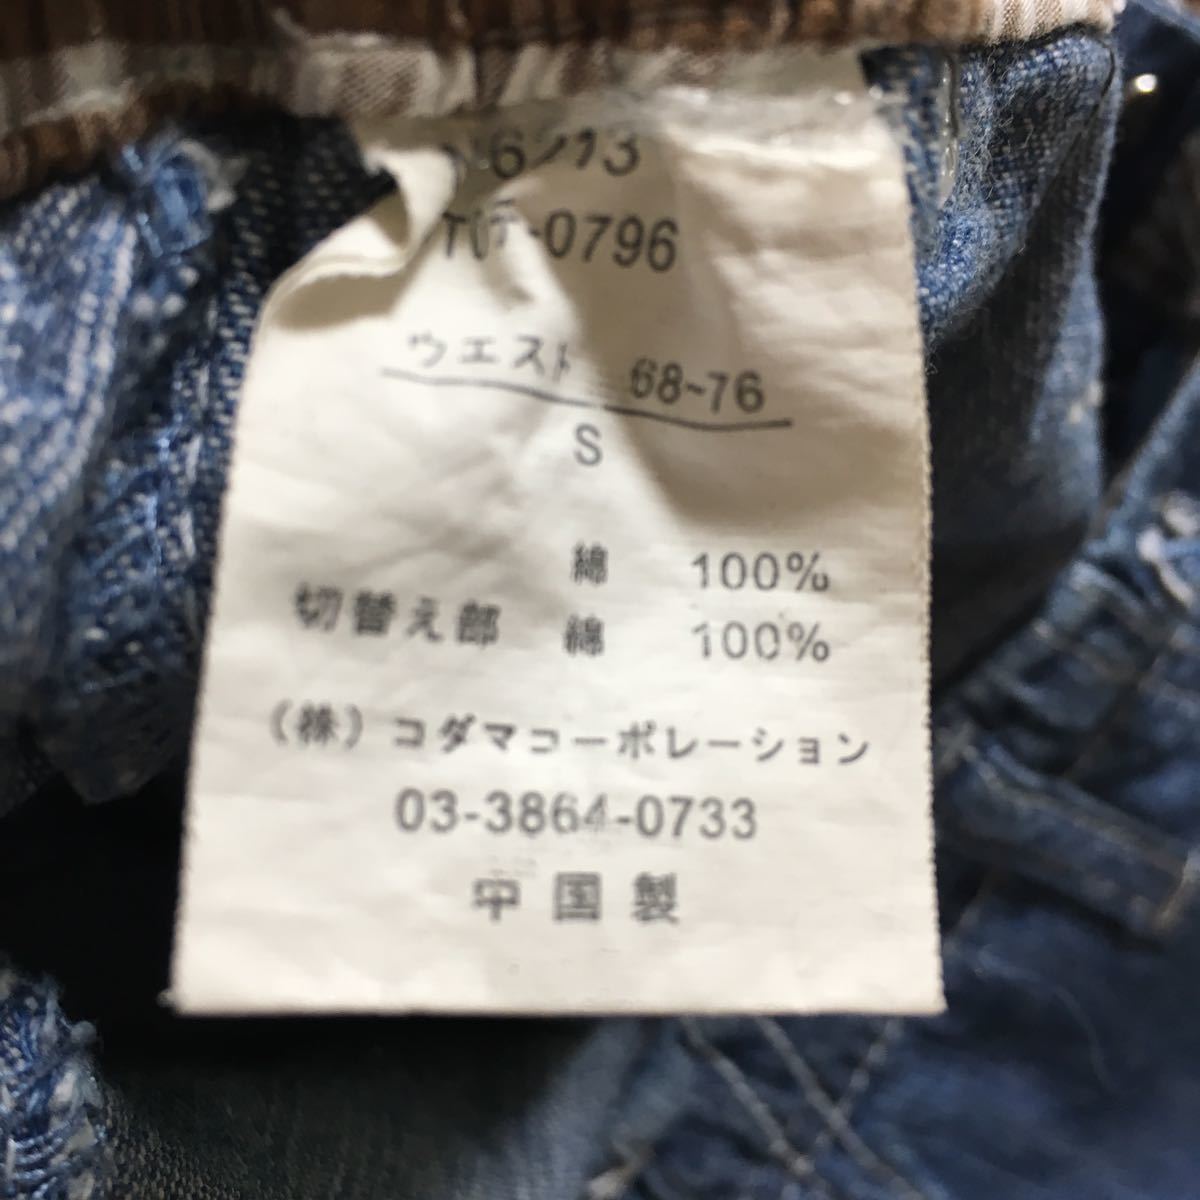 6213
-0796
ウエスト 68~76
S
綿 100%
切替え部 綿 100%
(株)コダマコーポレーション
03-3864-0733
中国製